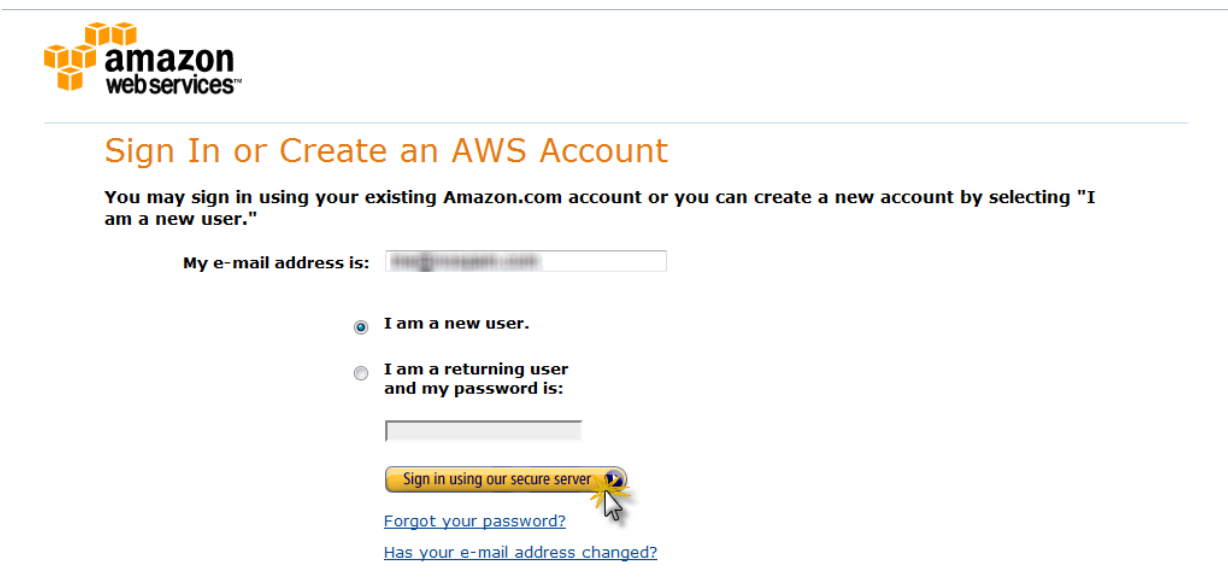 amazon
webservices™
Sign In or Create an AWS Account
You may sign in using your existing Amazon.com account or you can create a new account by selecting "I
am a new user."
My e-mail address is:
I am a new user.
I am a returning user
and my password is:
Sign in using our secure server
Forgot your password?
Has your e-mail address changed?